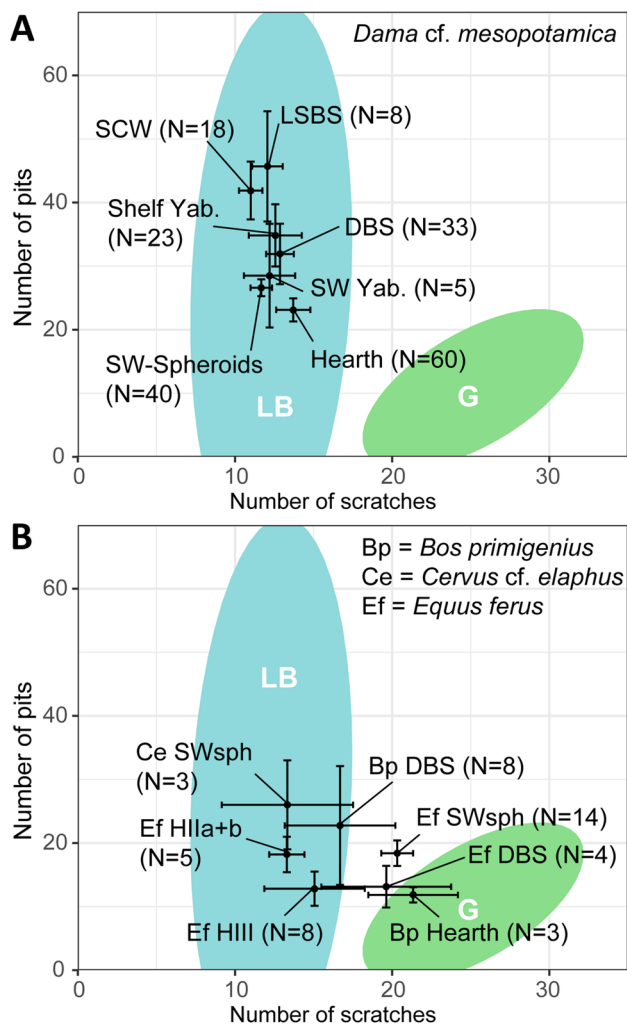 A
Dama cf. mesopotamica
LSBS (N=8)
SCW (N=18)
Shelf Yab.
(N=23)
DBS (N=33)
SW Yab. (N=5)
SW-Spheroids
(N=40)
Hearth (N=60)
LB
G
Number of pits
60
40
20
0
0 10 20 30
Number of scratches
B
Bp = Bos primigenius
Ce = Cervus cf. elaphus
Ef = Equus ferus
LB
Ce SWsph
(N=3)
Bp DBS (N=8)
Ef HIIa+b
(N=5)
Ef SWsph (N=14)
Ef DBS (N=4)
G
Ef HIII (N=8)
Bp Hearth (N=3)
Number of pits
60
40
20
0
0 10 20 30
Number of scratches